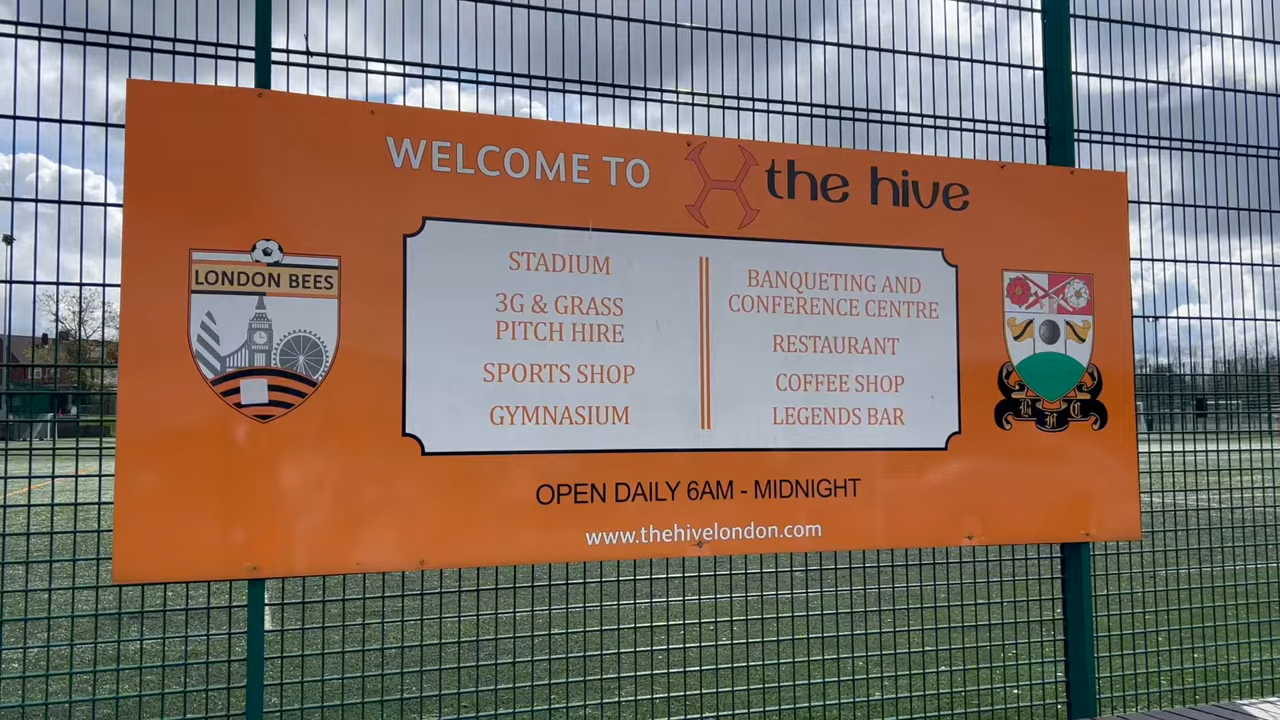 WELCOME TO the hive
LONDON BEES
STADIUM
3G & GRASS
PITCH HIRE
SPORTS SHOP
GYMNASIUM
BANQUETING AND
CONFERENCE CENTRE
RESTAURANT
COFFEE SHOP
LEGENDS BAR
B F C
OPEN DAILY 6AM - MIDNIGHT
www.thehivelondon.com